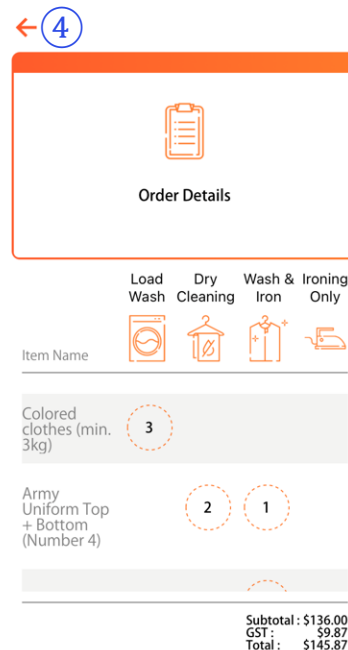 4
Order Details
Load Wash
Dry Cleaning
Wash & Iron
Ironing Only
Item Name
Colored
clothes (min.
3kg)
3
Army
Uniform Top
+ Bottom
(Number 4)
2
1
Subtotal : $136.00
GST : $9.87
Total : $145.87